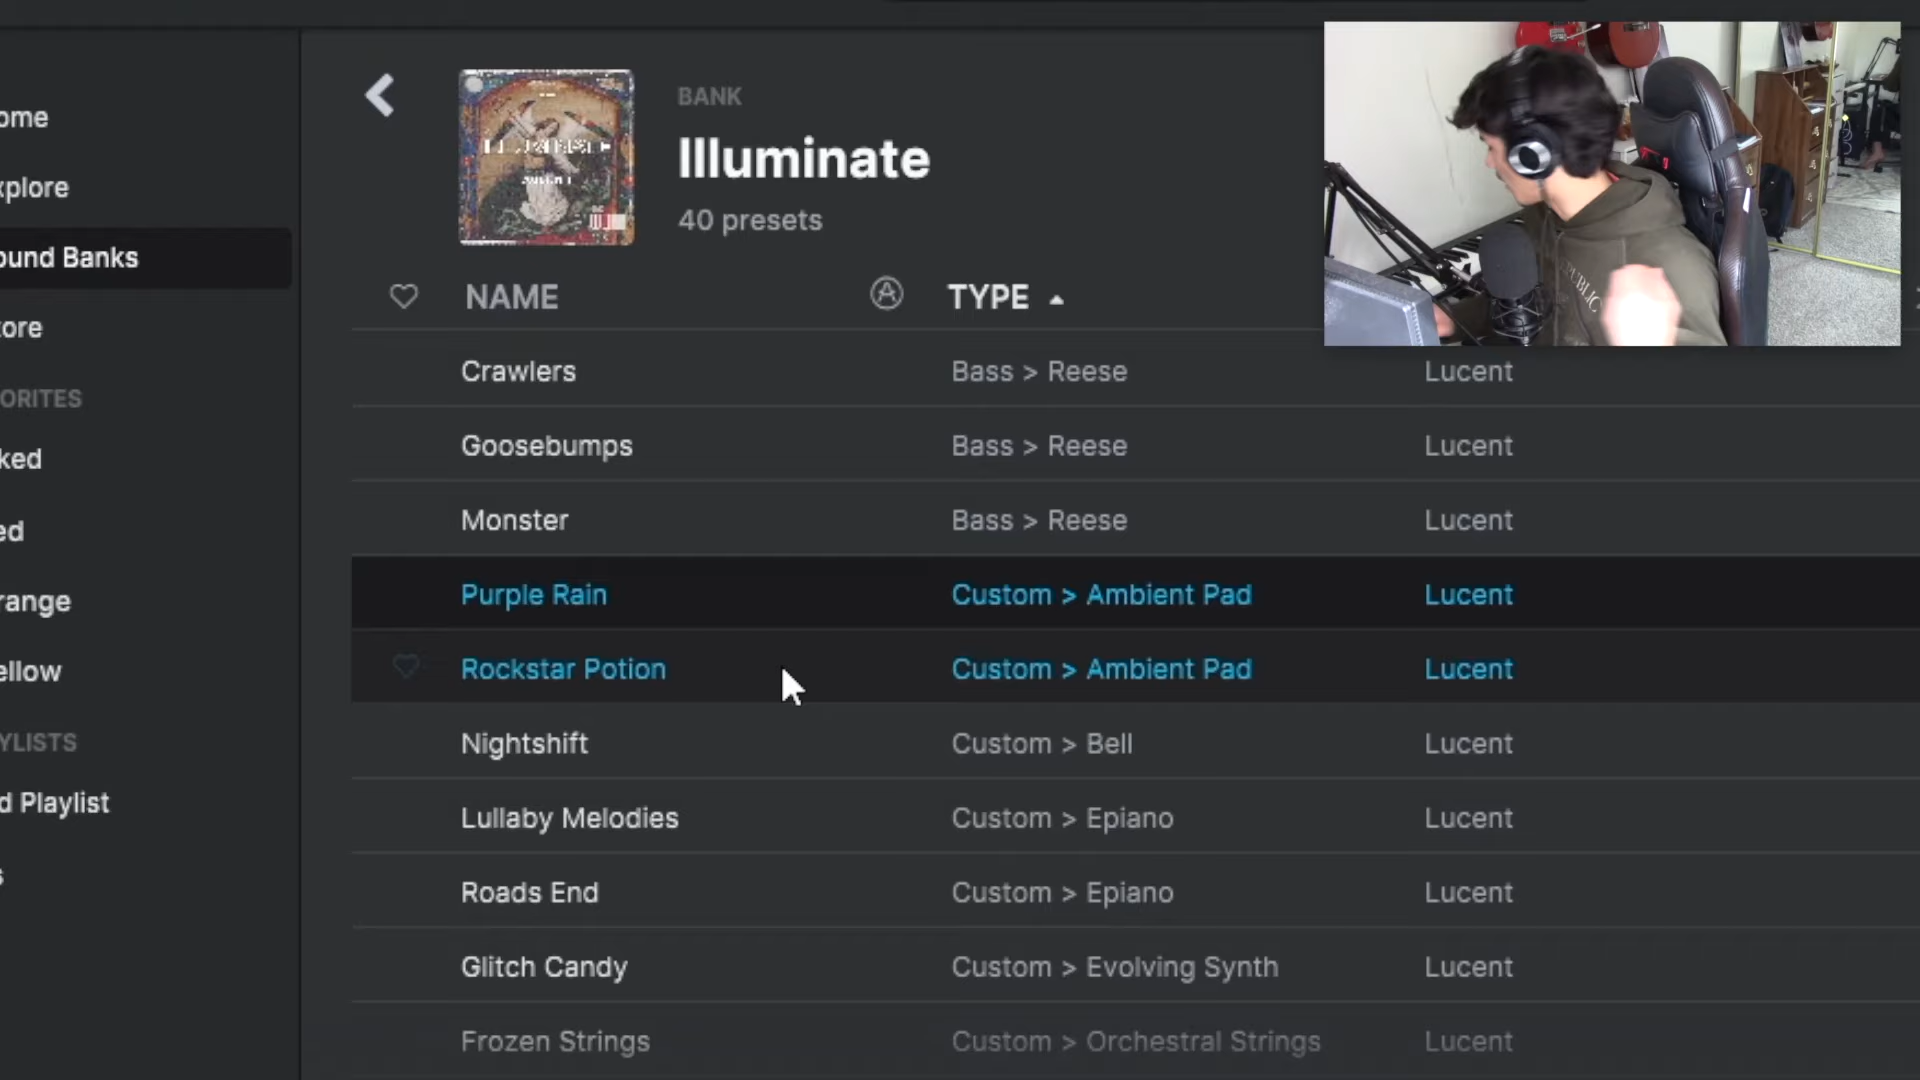 ome
xplore
ound Banks
tore
ORITES
ked
ed
range
ellow
YLISTS
d Playlist
s
BANK
Illuminate
40 presets
NAME TYPE
Crawlers Bass > Reese Lucent
Goosebumps Bass > Reese Lucent
Monster Bass > Reese Lucent
Purple Rain Custom > Ambient Pad Lucent
Rockstar Potion Custom > Ambient Pad Lucent
Nightshift Custom > Bell Lucent
Lullaby Melodies Custom > Epiano Lucent
Roads End Custom > Epiano Lucent
Glitch Candy Custom > Evolving Synth Lucent
Frozen Strings Custom > Orchestral Strings Lucent